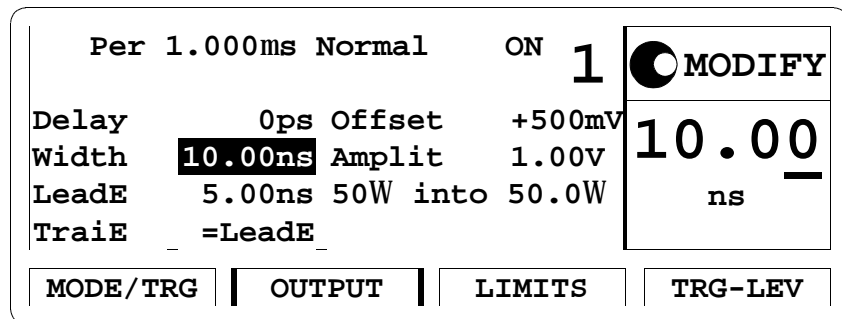 Per 1.000ms Normal ON 1
MODIFY
Delay 0ps Offset +500mV
Width 10.00ns Amplit 1.00V
LeadE 5.00ns 50W into 50.0W
TraiE =LeadE
10.00
ns
MODE/TRG OUTPUT LIMITS TRG-LEV